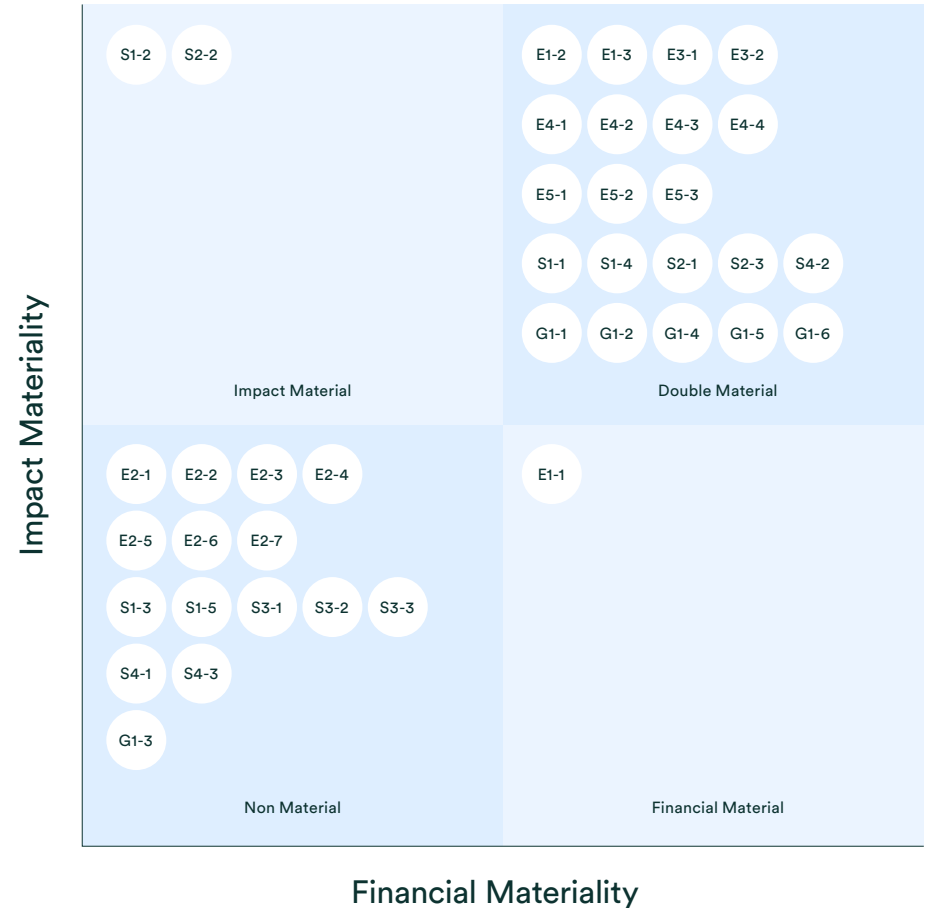 S1-2 S2-2
Impact Material
E1-2 E1-3 E3-1 E3-2
E4-1 E4-2 E4-3 E4-4
E5-1 E5-2 E5-3
S1-1 S1-4 S2-1 S2-3 S4-2
G1-1 G1-2 G1-4 G1-5 G1-6
Double Material
Impact Materiality
E2-1 E2-2 E2-3 E2-4
E2-5 E2-6 E2-7
S1-3 S1-5 S3-1 S3-2 S3-3
S4-1 S4-3
G1-3
Non Material
E1-1
Financial Material
Financial Materiality